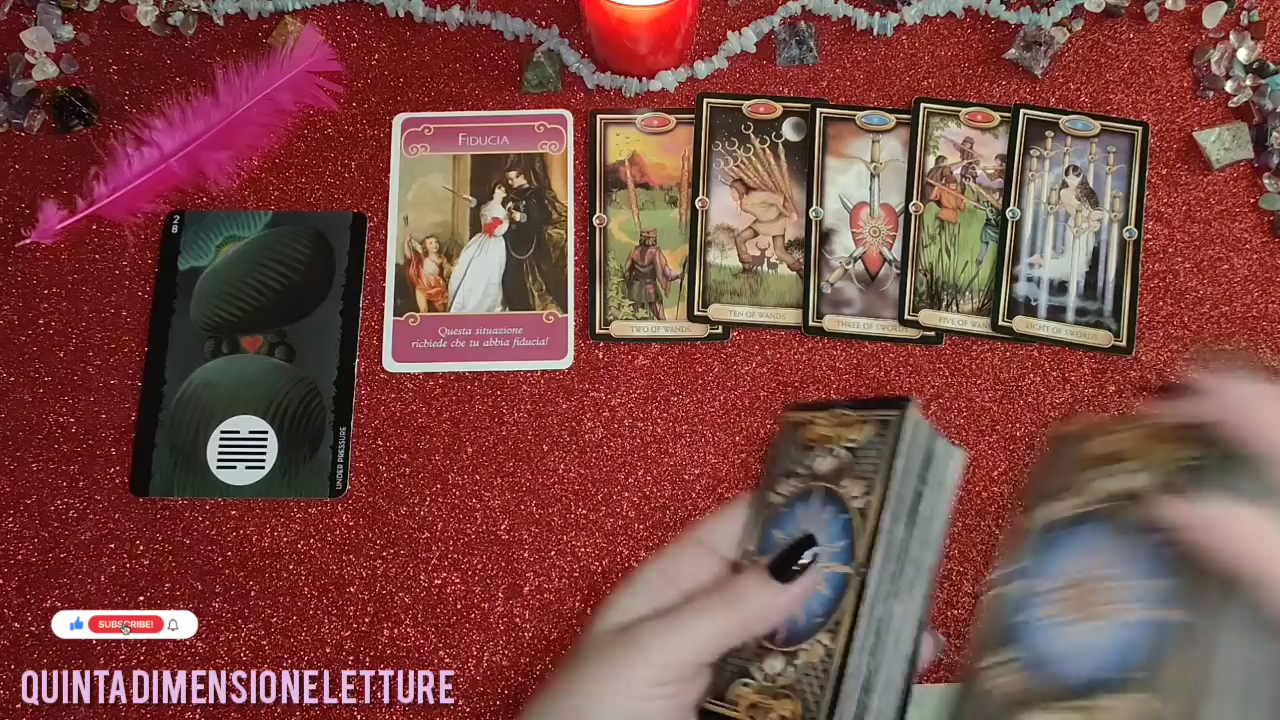 FIDUCIA
Questa situazione
richiede che tu abbia fiducia!
TWO OF WANDS
TEN OF WANDS
THREE OF SWORDS
FIVE OF WAN
EIGHT OF SWORDS
28
UNDER PRESSURE
SUBSCRIBE!
QUINTADIMENSIONELETTURE